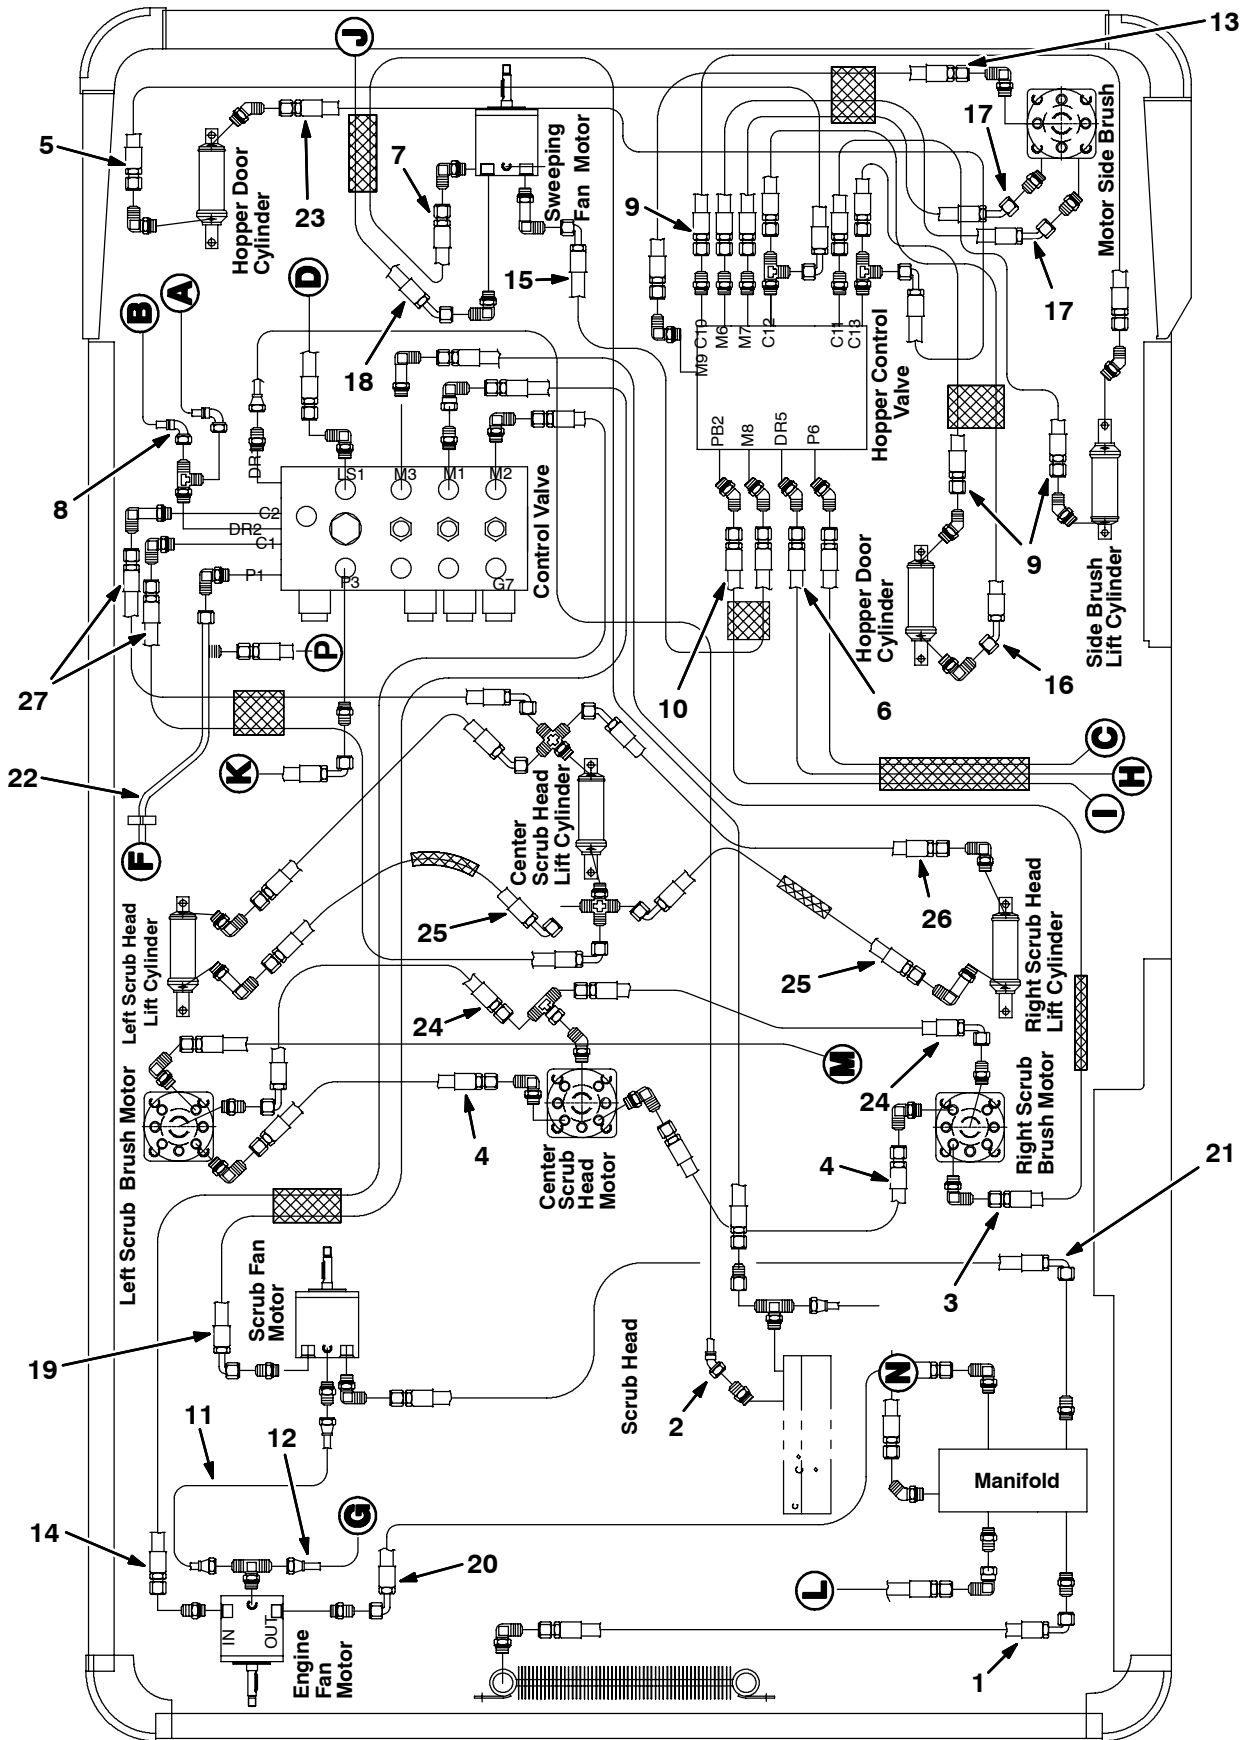 J
13
5
7
17
23
9
Hopper Door
Cylinder
Sweeping
Fan Motor
Motor Side Brush
15
17
D
B
A
18
8
C10
M6
M7
C12
C11
C13
M9
Hopper Control
Valve
PB2
M8
DR5
P6
DR1
LS1
M3
M1
M2
C2
DR2
C1
P1
P3
G7
Control Valve
9
Hopper Door
Cylinder
Side Brush
Lift Cylinder
27
P
10
6
16
22
K
C
H
I
F
Center
Scrub Head
Lift Cylinder
26
25
25
Left Scrub Head
Lift Cylinder
Right Scrub Head
Lift Cylinder
24
24
M
Left Scrub Brush Motor
4
Center
Scrub
Head
Motor
4
Right Scrub
Brush Motor
21
3
Scrub Fan
Motor
19
Scrub Head
2
N
11
12
Manifold
G
14
20
L
IN
OUT
Engine
Fan
Motor
1